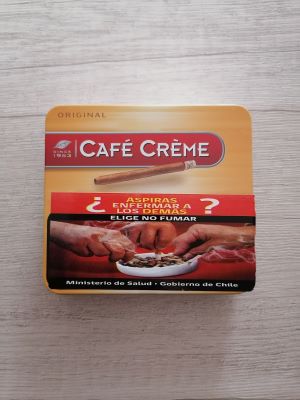 ORIGINAL
SINCE
1963
CAFÉ CRÈME
¿ ASPIRAS
ENFERMAR A
LOS DEMÁS ?
ELIGE NO FUMAR
Ministerio de Salud · Gobierno de Chile